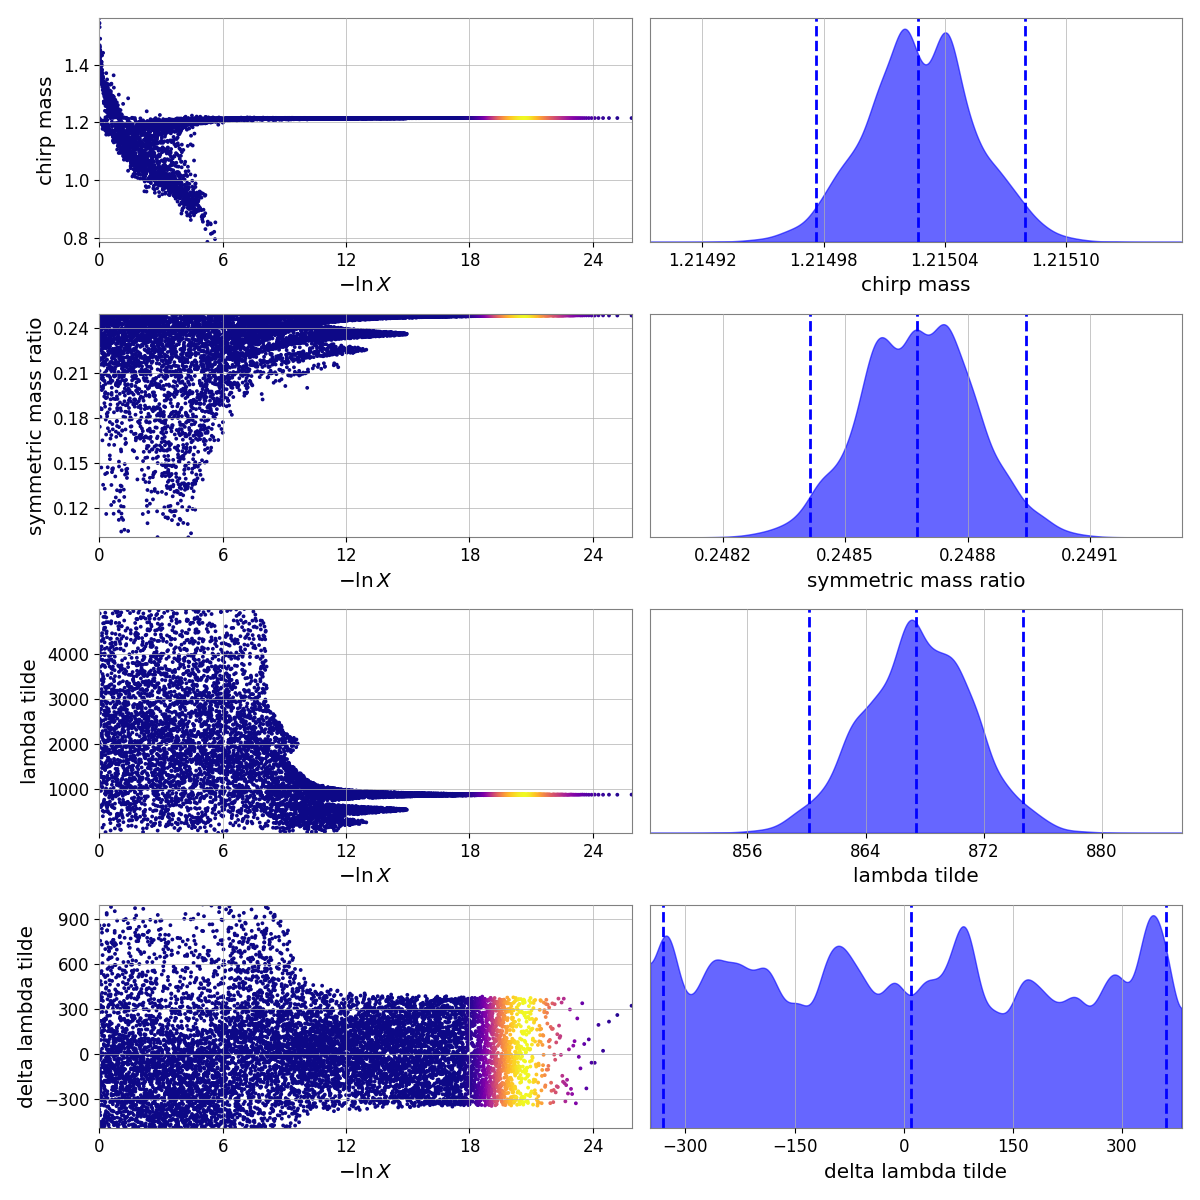 chirp mass
1.4
1.2
1.0
0.8
0 6 12 18 24
−ln X
1.21492 1.21498 1.21504 1.21510
chirp mass
symmetric mass ratio
0.24
0.21
0.18
0.15
0.12
0 6 12 18 24
−ln X
0.2482 0.2485 0.2488 0.2491
symmetric mass ratio
lambda tilde
4000
3000
2000
1000
0 6 12 18 24
−ln X
856 864 872 880
lambda tilde
delta lambda tilde
900
600
300
0
−300
0 6 12 18 24
−ln X
−300 −150 0 150 300
delta lambda tilde